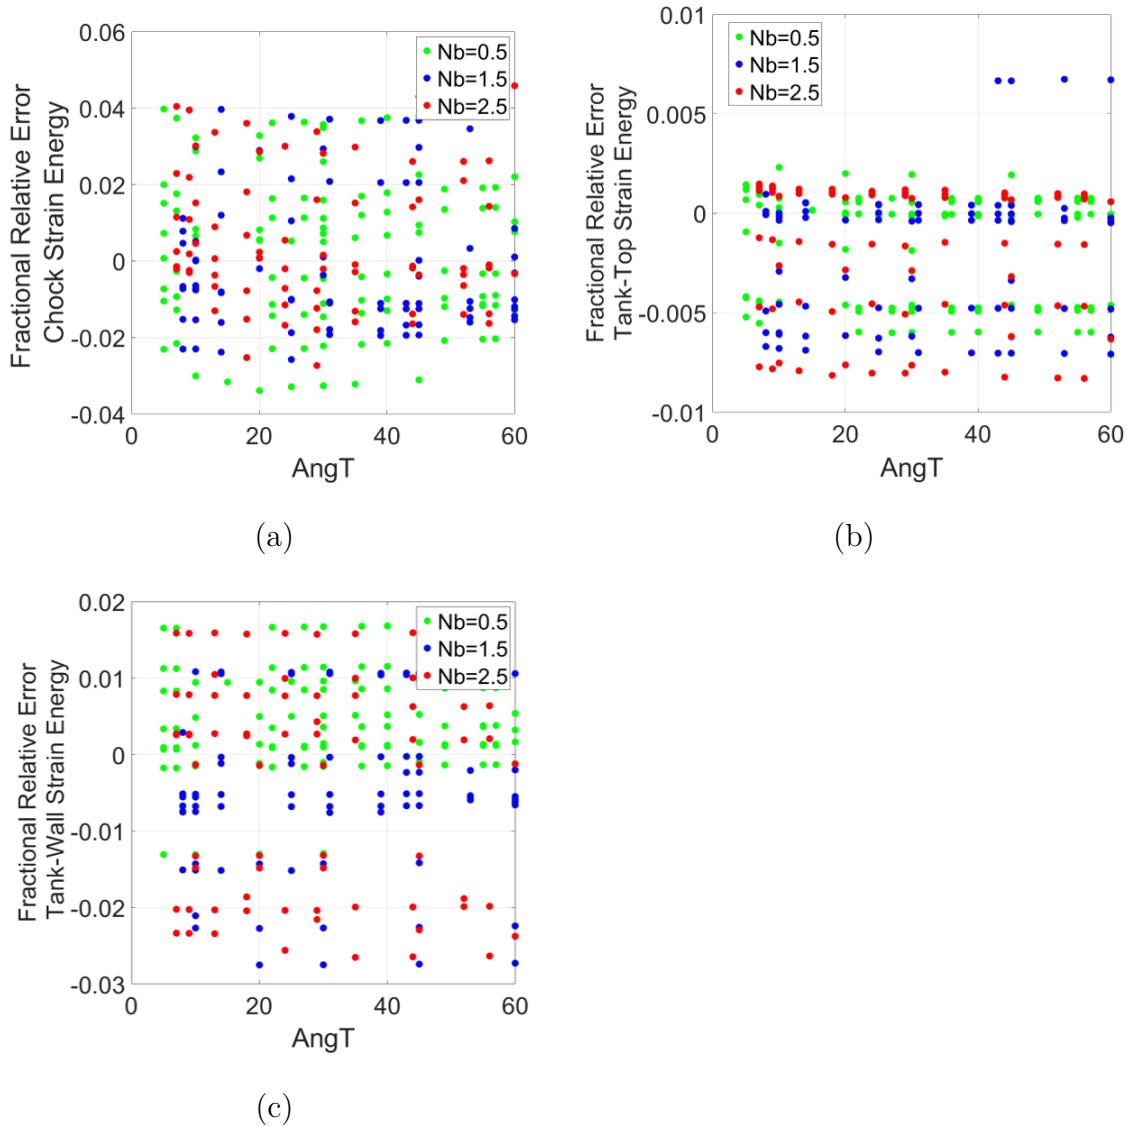 0.06
0.04
0.02
0
-0.02
-0.04
0
20
40
60
Fractional Relative Error
Chock Strain Energy
AngT
Nb=0.5
Nb=1.5
Nb=2.5
(a)
0.01
0.005
0
-0.005
-0.01
0
20
40
60
Fractional Relative Error
Tank-Top Strain Energy
AngT
Nb=0.5
Nb=1.5
Nb=2.5
(b)
0.02
0.01
0
-0.01
-0.02
-0.03
0
20
40
60
Fractional Relative Error
Tank-Wall Strain Energy
AngT
Nb=0.5
Nb=1.5
Nb=2.5
(c)